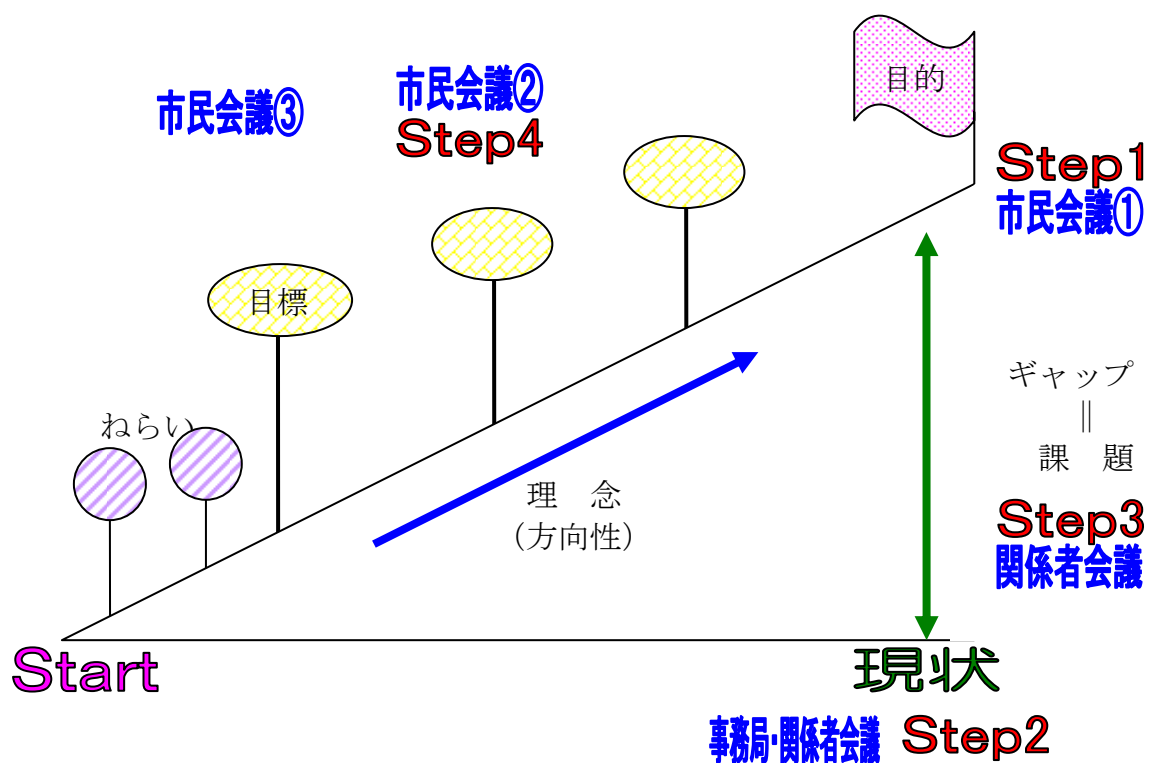 目的
市民会議②
Step4
市民会議③
Step1
市民会議①
目標
ねらい
ギャップ
||
課　題
理　念
（方向性）
Step3
関係者会議
Start
現状
事務局・関係者会議
Step2